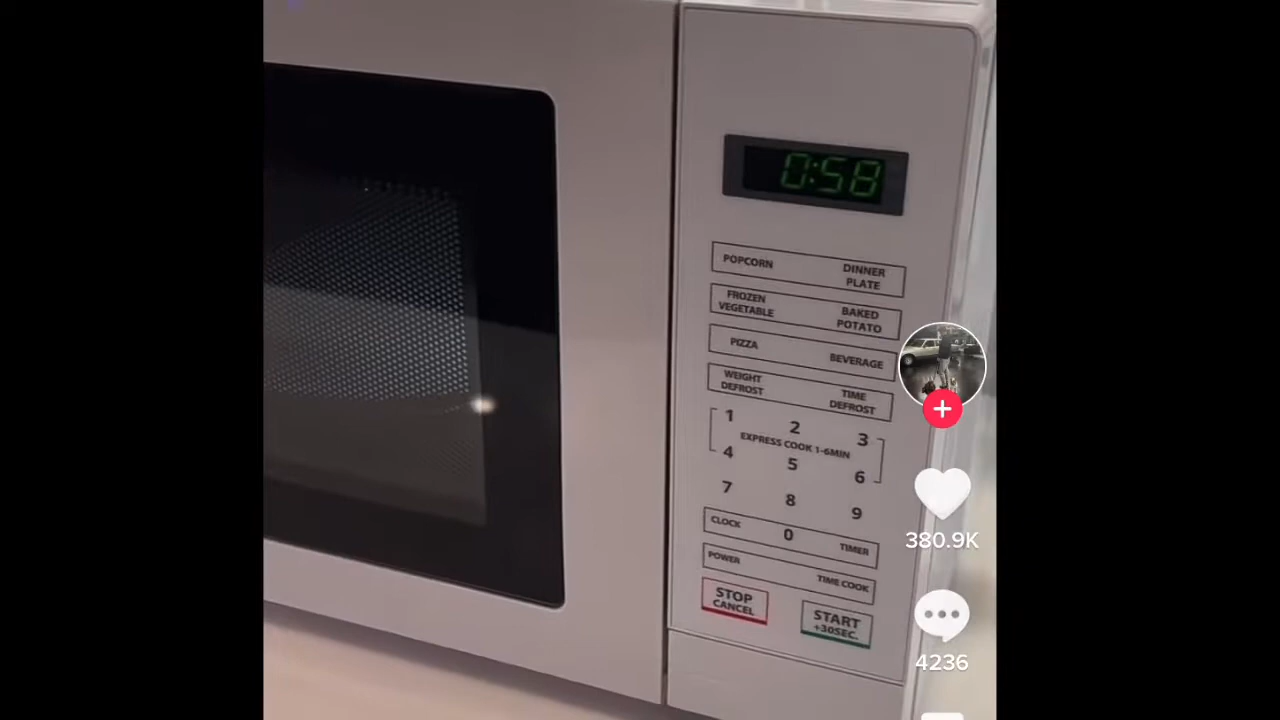 0:58
POPCORN
DINNER
PLATE
FROZEN
VEGETABLE
BAKED
POTATO
PIZZA
BEVERAGE
WEIGHT
DEFROST
TIME
DEFROST
1 2 3
EXPRESS COOK 1-6MIN
4 5 6
7 8 9
CLOCK 0 TIMER
POWER TIME COOK
STOP
CANCEL
START
+30SEC.
380.9K
4236